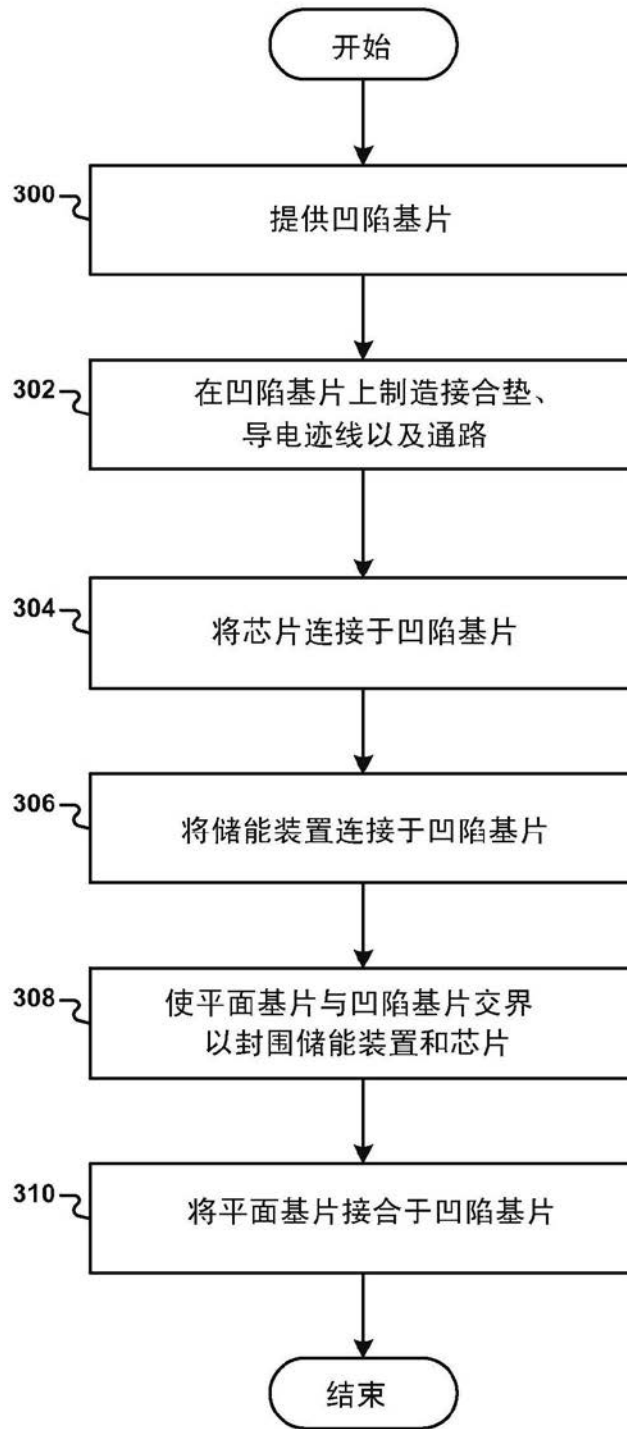 开始
300
提供凹陷基片
302
在凹陷基片上制造接合垫、
导电迹线以及通路
304
将芯片连接于凹陷基片
306
将储能装置连接于凹陷基片
308
使平面基片与凹陷基片交界
以封围储能装置和芯片
310
将平面基片接合于凹陷基片
结束